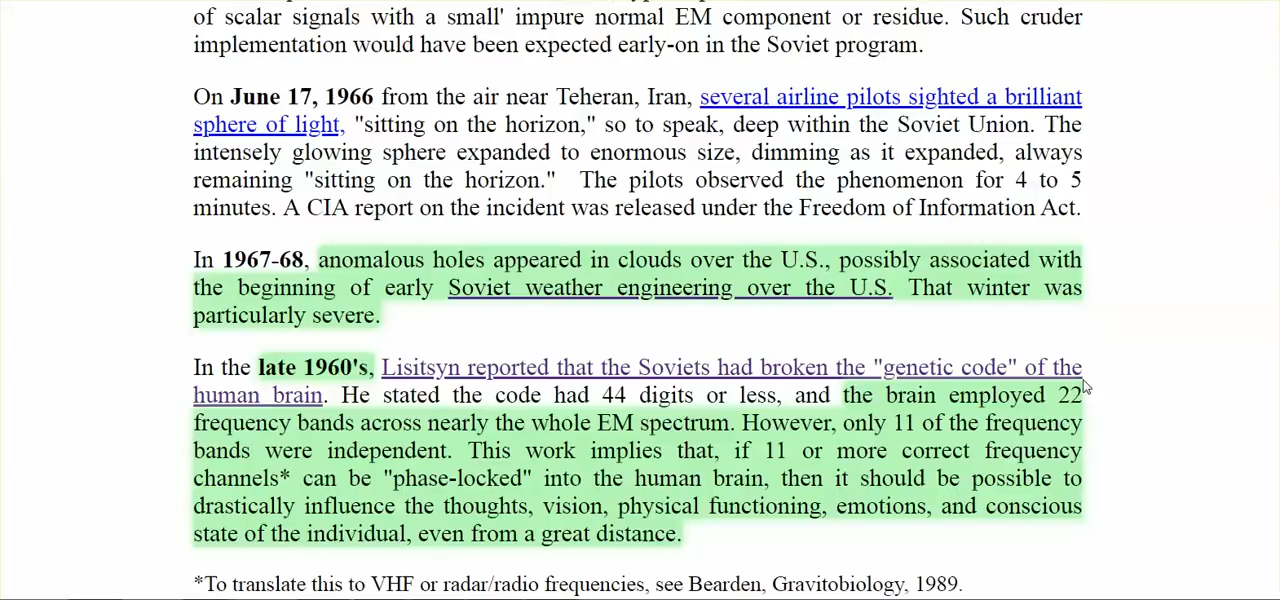 of scalar signals with a small' impure normal EM component or residue. Such cruder
implementation would have been expected early-on in the Soviet program.
On June 17, 1966 from the air near Teheran, Iran, several airline pilots sighted a brilliant
sphere of light, "sitting on the horizon," so to speak, deep within the Soviet Union. The
intensely glowing sphere expanded to enormous size, dimming as it expanded, always
remaining "sitting on the horizon." The pilots observed the phenomenon for 4 to 5
minutes. A CIA report on the incident was released under the Freedom of Information Act.
In 1967-68, anomalous holes appeared in clouds over the U.S., possibly associated with
the beginning of early Soviet weather engineering over the U.S. That winter was
particularly severe.
In the late 1960's, Lisitsyn reported that the Soviets had broken the "genetic code" of the
human brain. He stated the code had 44 digits or less, and the brain employed 22
frequency bands across nearly the whole EM spectrum. However, only 11 of the frequency
bands were independent. This work implies that, if 11 or more correct frequency
channels* can be "phase-locked" into the human brain, then it should be possible to
drastically influence the thoughts, vision, physical functioning, emotions, and conscious
state of the individual, even from a great distance.
*To translate this to VHF or radar/radio frequencies, see Bearden, Gravitobiology, 1989.